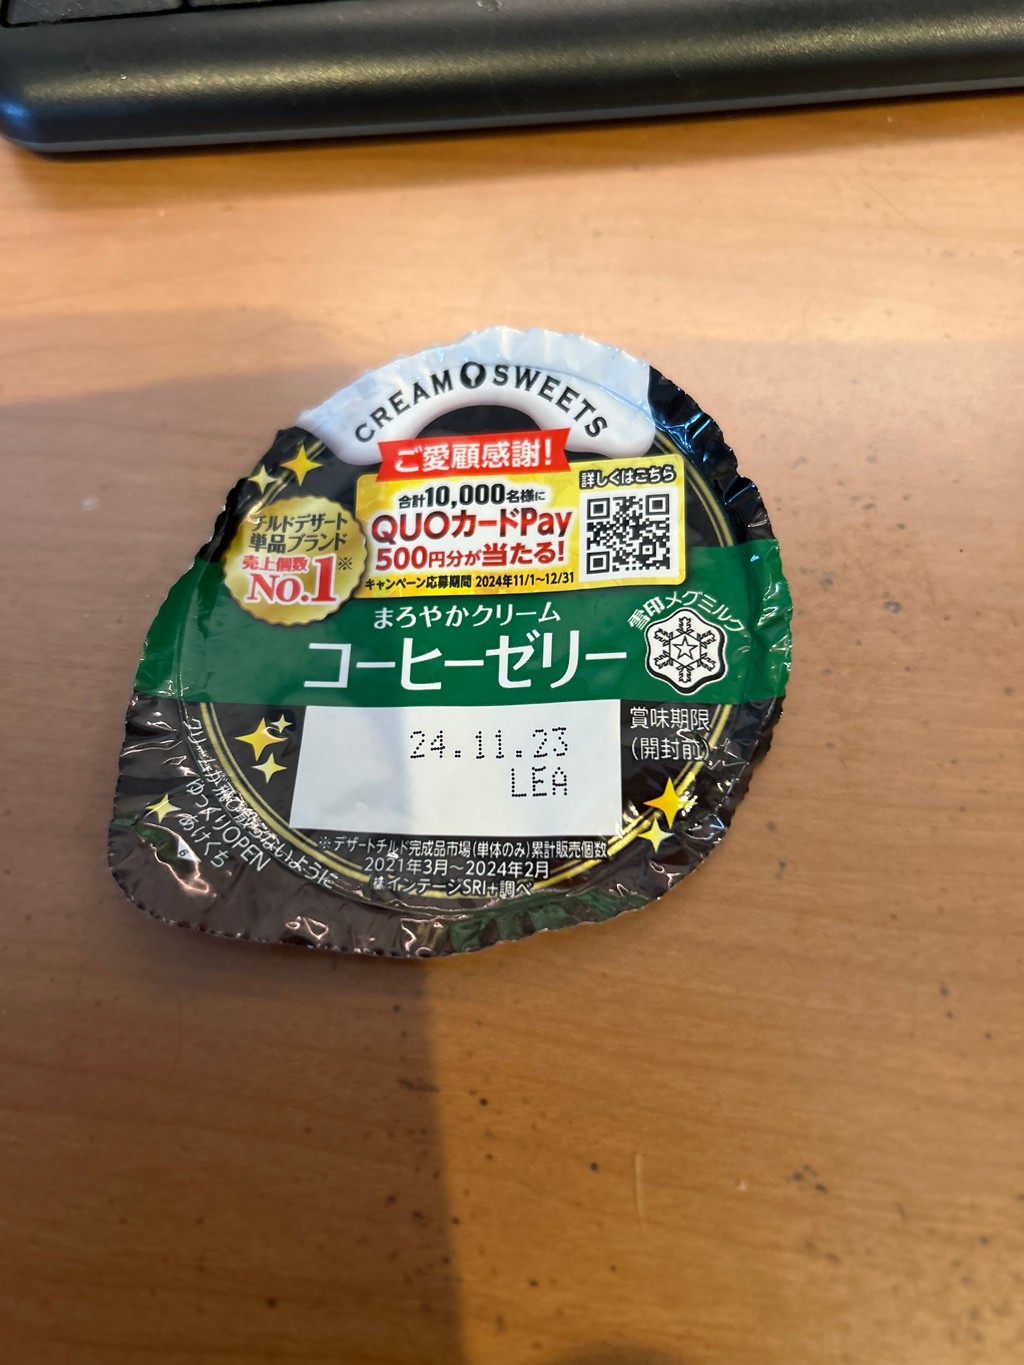 CREAM SWEETS
ご愛顧感謝!
合計10,000名様に
QUOカードPay
500円分が当たる!
キャンペーン応募期間 2024年11/1~12/31
詳しくはこちら
チルドデザート
単品ブランド
売上個数
No.1※
まろやかクリーム
コーヒーゼリー
雪印メグミルク
24.11.23
LEA
賞味期限
(開封前)
※デザートチルド完成品市場(単体のみ)累計販売個数
2021年3月~2024年2月
インテージSRI+調べ
ないように
ゆっくりOPEN
あけくち